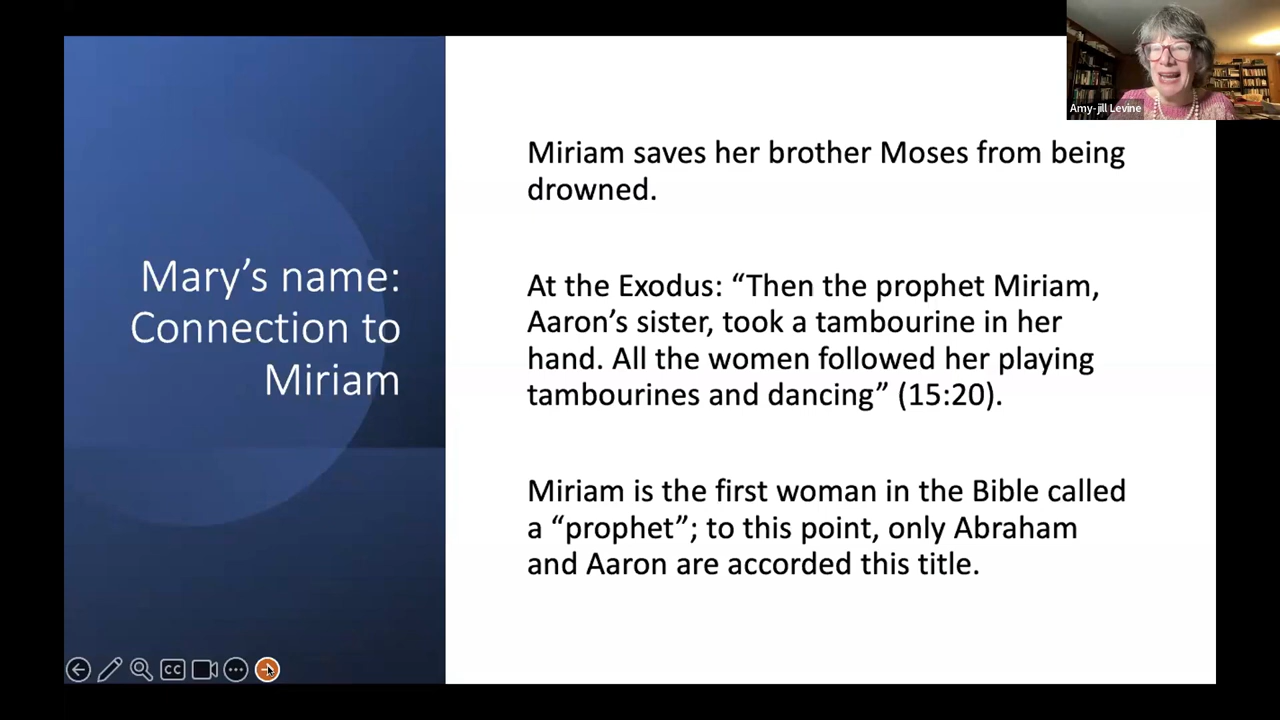 Amy-jill Levine
Mary’s name:
Connection to
Miriam
Miriam saves her brother Moses from being
drowned.
At the Exodus: “Then the prophet Miriam,
Aaron’s sister, took a tambourine in her
hand. All the women followed her playing
tambourines and dancing” (15:20).
Miriam is the first woman in the Bible called
a “prophet”; to this point, only Abraham
and Aaron are accorded this title.
CC